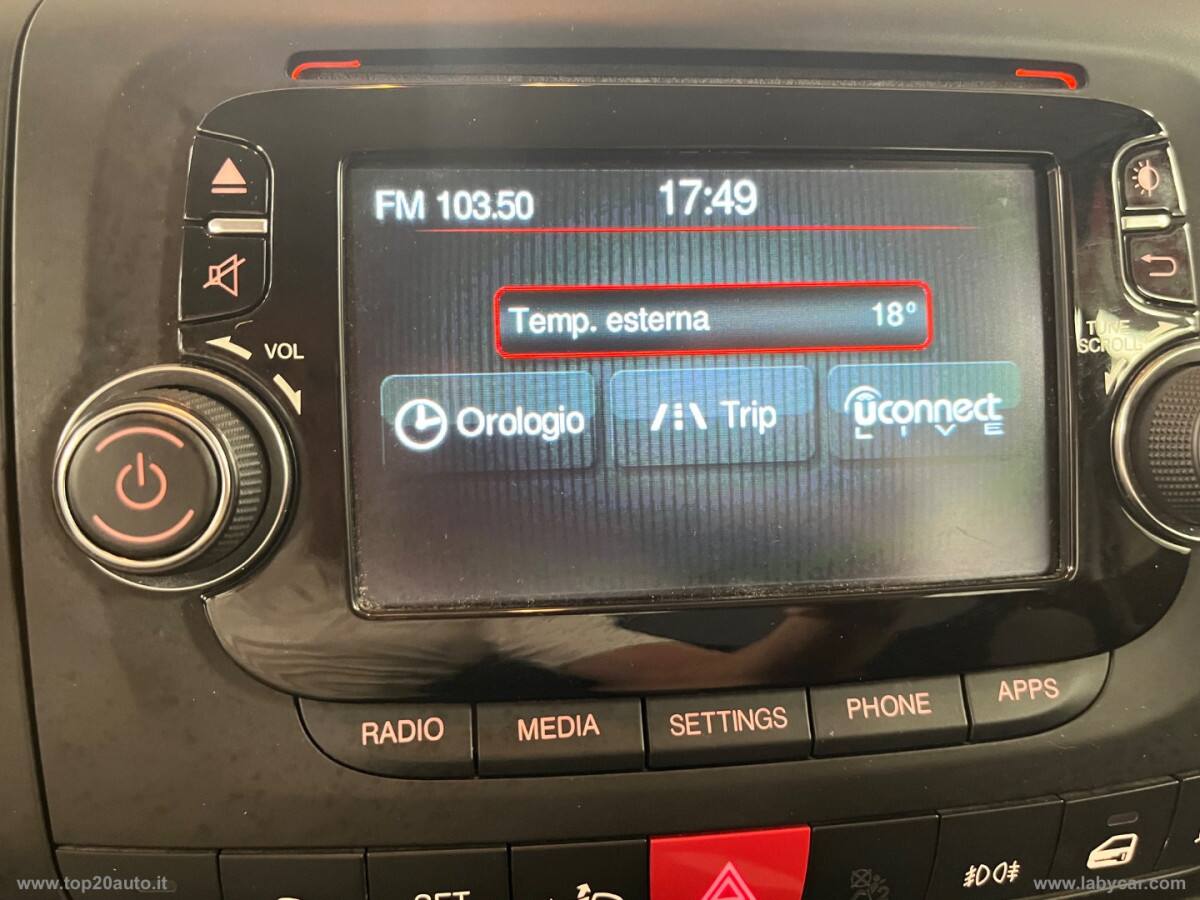 FM 103.50
17:49
VOL
TUNE
SCROLL
Temp. esterna 18°
Orologio
Trip
uconnect
LIVE
RADIO
MEDIA
SETTINGS
PHONE
APPS
www.top20auto.it
www.labycar.com